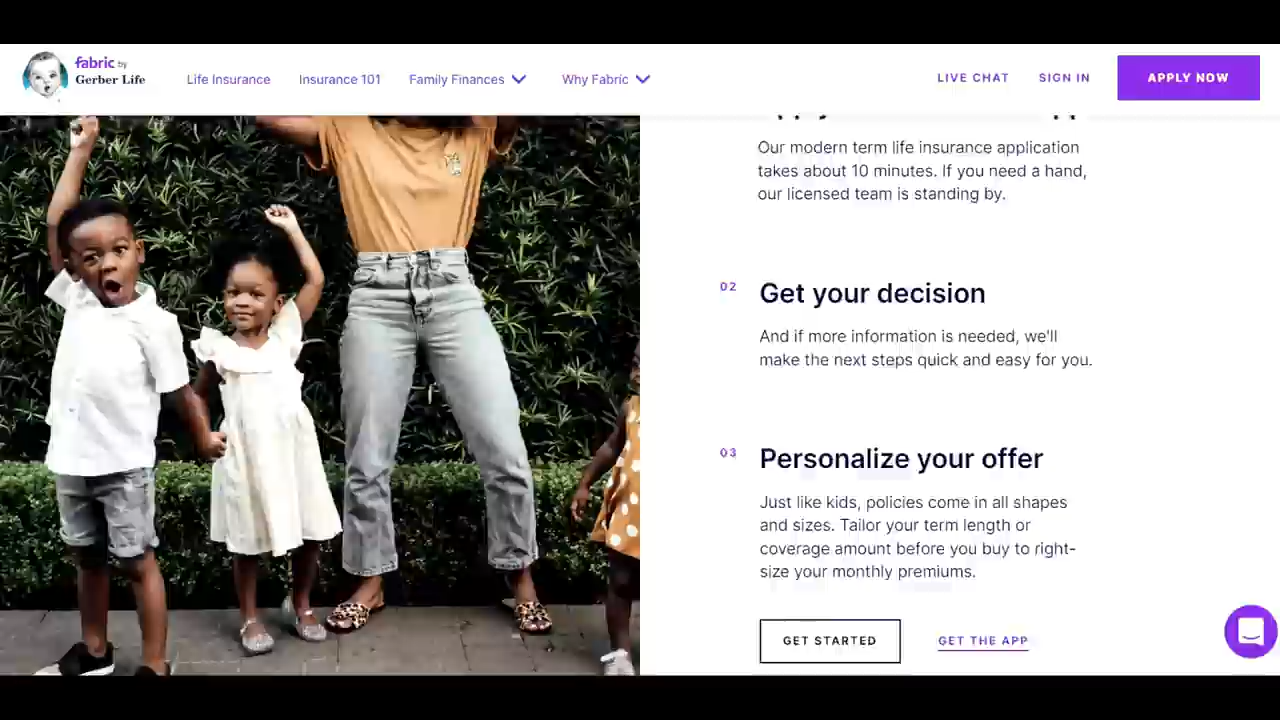 fabric by
Gerber Life
Life Insurance
Insurance 101
Family Finances
Why Fabric
LIVE CHAT
SIGN IN
APPLY NOW
Our modern term life insurance application
takes about 10 minutes. If you need a hand,
our licensed team is standing by.
02
Get your decision
And if more information is needed, we'll
make the next steps quick and easy for you.
03
Personalize your offer
Just like kids, policies come in all shapes
and sizes. Tailor your term length or
coverage amount before you buy to right-
size your monthly premiums.
GET STARTED
GET THE APP